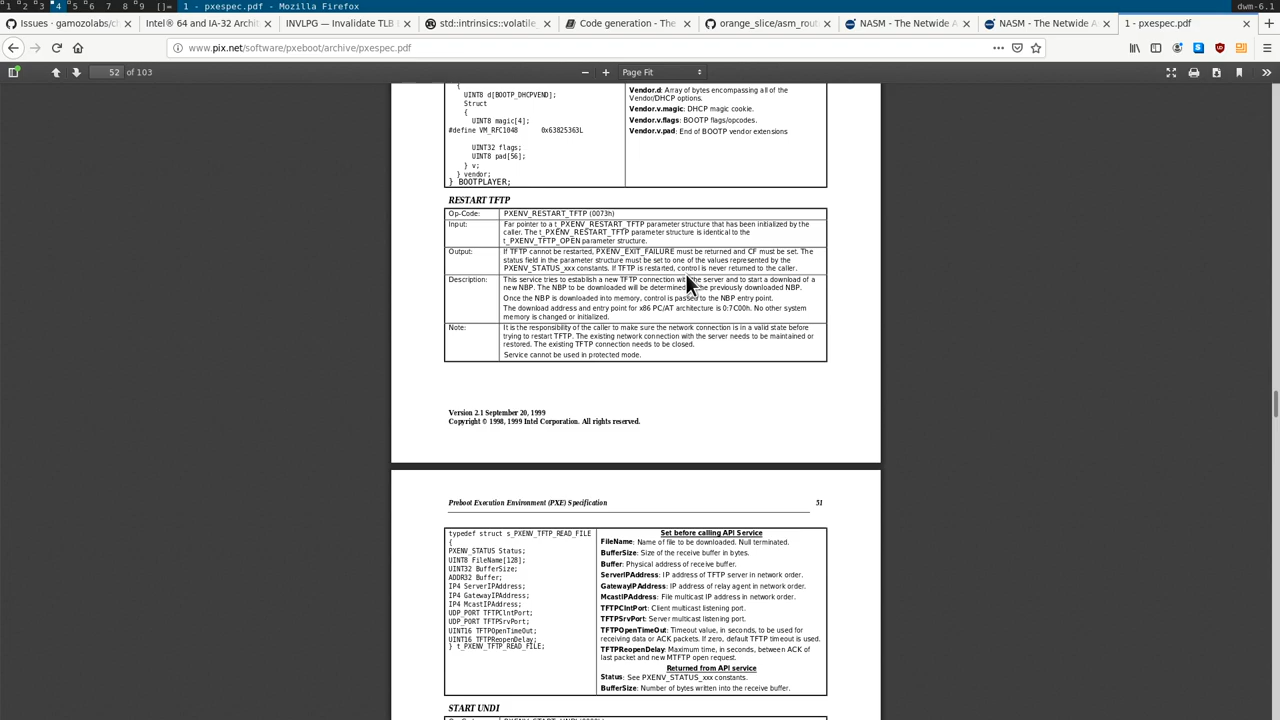 1 2 3 4 5 6 7 8 9 []= 1 - pxespec.pdf - Mozilla Firefox dwm-6.1
Issues · gamozolabs/cl Intel® 64 and IA-32 Archit INVLPG — Invalidate TLB E std::intrinsics::volatile_ Code generation - The orange_slice/asm_rout NASM - The Netwide A NASM - The Netwide A 1 - pxespec.pdf
www.pix.net/software/pxeboot/archive/pxespec.pdf
52 of 103 Page Fit
{
UINT8 d[BOOTP_DHCPVEND];
Struct
{
UINT8 magic[4];
#define VM_RFC1048 0x63825363L
UINT32 flags;
UINT8 pad[56];
} v;
} vendor;
} BOOTPLAYER;
Vendor.d: Array of bytes encompassing all of the
Vendor/DHCP options.
Vendor.v.magic: DHCP magic cookie.
Vendor.v.flags: BOOTP flags/opcodes.
Vendor.v.pad: End of BOOTP vendor extensions
RESTART TFTP
Op-Code: PXENV_RESTART_TFTP (0073h)
Input: Far pointer to a t_PXENV_RESTART_TFTP parameter structure that has been initialized by the
caller. The t_PXENV_RESTART_TFTP parameter structure is identical to the
t_PXENV_TFTP_OPEN parameter structure.
Output: If TFTP cannot be restarted, PXENV_EXIT_FAILURE must be returned and CF must be set. The
status field in the parameter structure must be set to one of the values represented by the
PXENV_STATUS_xxx constants. If TFTP is restarted, control is never returned to the caller.
Description: This service tries to establish a new TFTP connection with the server and to start a download of a
new NBP. The NBP to be downloaded will be determined the previously downloaded NBP.
Once the NBP is downloaded into memory, control is passed to the NBP entry point.
The download address and entry point for x86 PC/AT architecture is 0:7C00h. No other system
memory is changed or initialized.
Note: It is the responsibility of the caller to make sure the network connection is in a valid state before
trying to restart TFTP. The existing network connection with the server needs to be maintained or
restored. The existing TFTP connection needs to be closed.
Service cannot be used in protected mode.
Version 2.1 September 20, 1999
Copyright © 1998, 1999 Intel Corporation. All rights reserved.
Preboot Execution Environment (PXE) Specification 51
typedef struct s_PXENV_TFTP_READ_FILE
{
PXENV_STATUS Status;
UINT8 FileName[128];
UINT32 BufferSize;
ADDR32 Buffer;
IP4 ServerIPAddress;
IP4 GatewayIPAddress;
IP4 McastIPAddress;
UDP_PORT TFTPClntPort;
UDP_PORT TFTPSrvPort;
UINT16 TFTPOpenTimeOut;
UINT16 TFTPReopenDelay;
} t_PXENV_TFTP_READ_FILE;
Set before calling API Service
FileName: Name of file to be downloaded. Null terminated.
BufferSize: Size of the receive buffer in bytes.
Buffer: Physical address of receive buffer.
ServerIPAddress: IP address of TFTP server in network order.
GatewayIPAddress: IP address of relay agent in network order.
McastIPAddress: File multicast IP address in network order.
TFTPClntPort: Client multicast listening port.
TFTPSrvPort: Server multicast listening port.
TFTPOpenTimeOut: Timeout value, in seconds, to be used for
receiving data or ACK packets. If zero, default TFTP timeout is used.
TFTPReopenDelay: Maximum time, in seconds, between ACK of
last packet and new MTFTP open request.
Returned from API service
Status: See PXENV_STATUS_xxx constants.
BufferSize: Number of bytes written into the receive buffer.
START UNDI